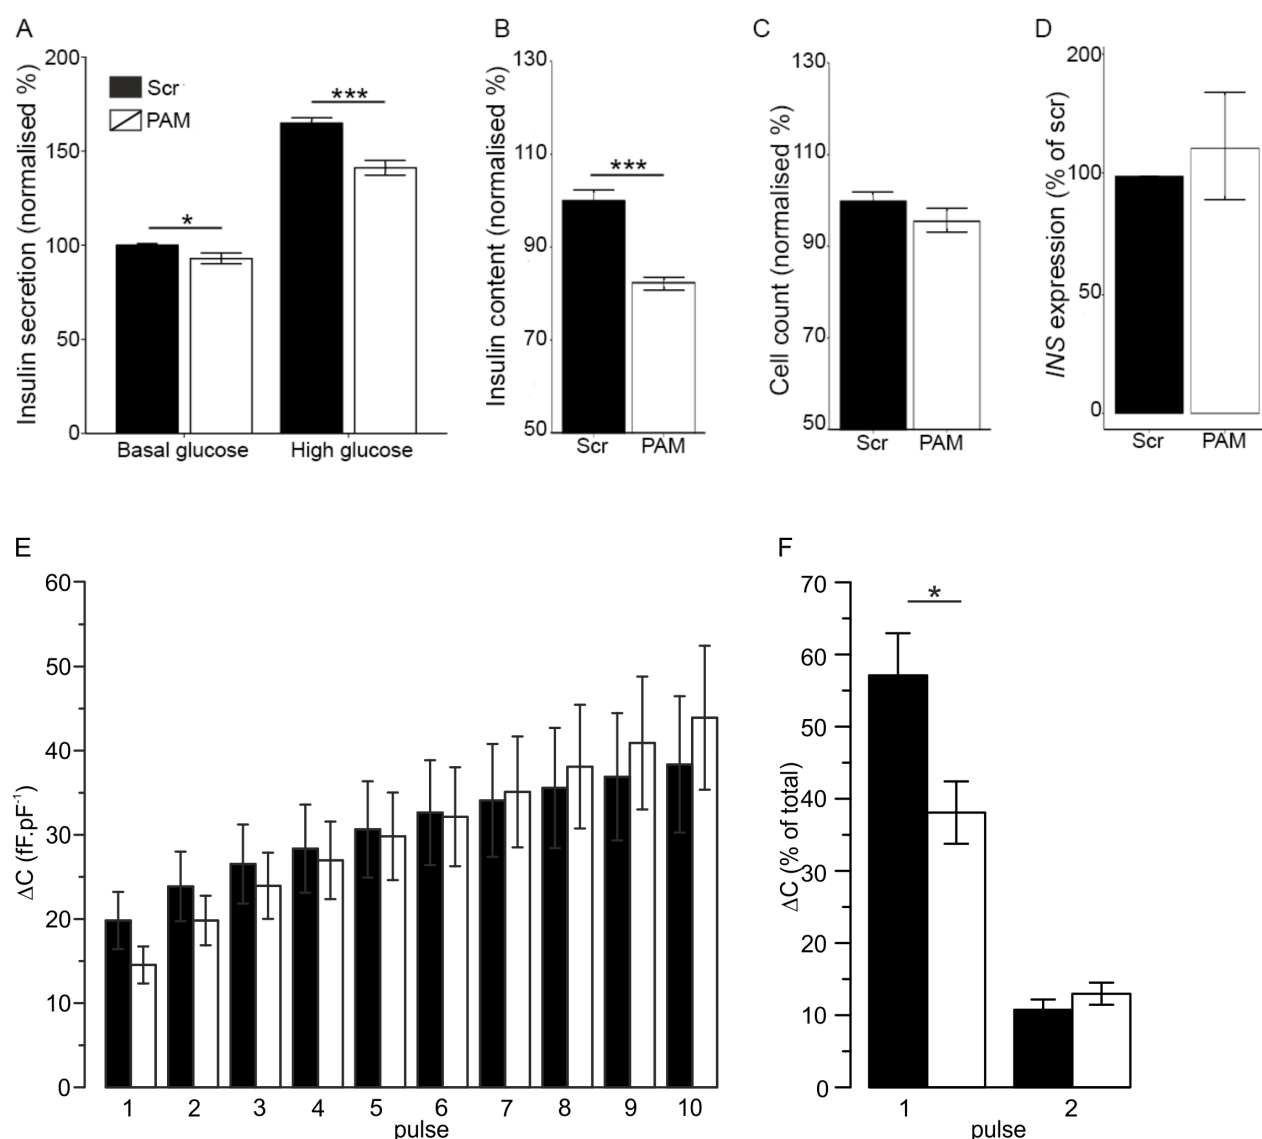 A
Insulin secretion (normalised %)
200
150
100
50
0
Scr
PAM
*
***
Basal glucose
High glucose
B
Insulin content (normalised %)
130
110
90
70
50
***
Scr
PAM
C
Cell count (normalised %)
130
110
90
70
50
Scr
PAM
D
INS expression (% of scr)
200
100
50
0
Scr
PAM
E
ΔC (fF.pF⁻¹)
60
50
40
30
20
10
0
1 2 3 4 5 6 7 8 9 10
pulse
F
ΔC (% of total)
70
60
50
40
30
20
10
0
*
1 2
pulse